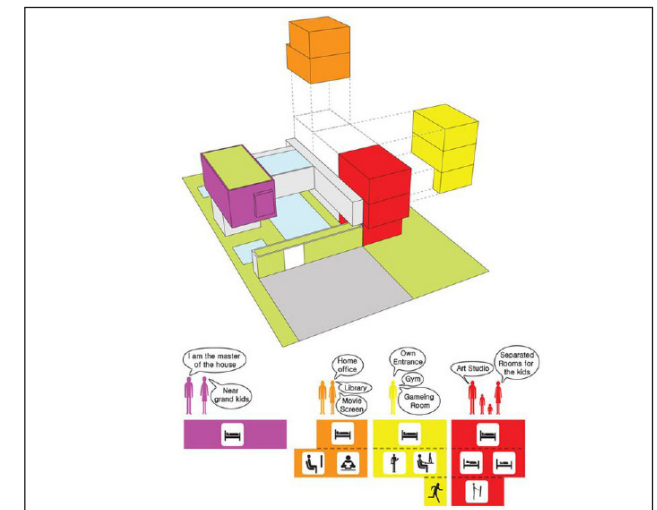 I am the master
of the house
Near
grand kids
Home
office
Library
Movie
Screen
Own
Entrance
Gym
Gameing
Room
Art Studio
Separated
Rooms for
the kids